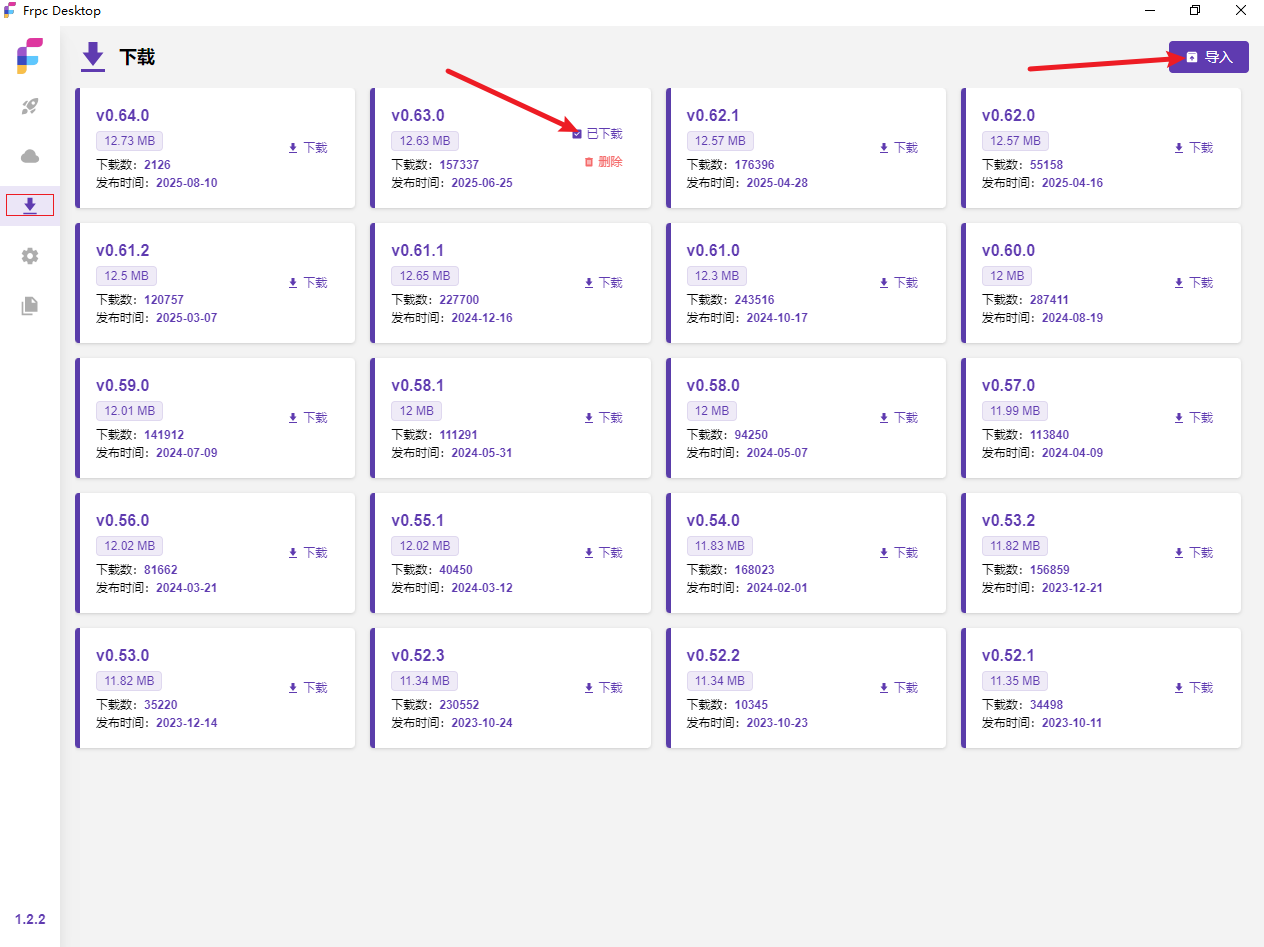 Frpc Desktop
下载
导入
v0.64.0
12.73 MB
下载数：2126
发布时间：2025-08-10
下载
v0.63.0
12.63 MB
下载数：157337
发布时间：2025-06-25
已下载
删除
v0.62.1
12.57 MB
下载数：176396
发布时间：2025-04-28
下载
v0.62.0
12.57 MB
下载数：55158
发布时间：2025-04-16
下载
v0.61.2
12.5 MB
下载数：120757
发布时间：2025-03-07
下载
v0.61.1
12.65 MB
下载数：227700
发布时间：2024-12-16
下载
v0.61.0
12.3 MB
下载数：243516
发布时间：2024-10-17
下载
v0.60.0
12 MB
下载数：287411
发布时间：2024-08-19
下载
v0.59.0
12.01 MB
下载数：141912
发布时间：2024-07-09
下载
v0.58.1
12 MB
下载数：111291
发布时间：2024-05-31
下载
v0.58.0
12 MB
下载数：94250
发布时间：2024-05-07
下载
v0.57.0
11.99 MB
下载数：113840
发布时间：2024-04-09
下载
v0.56.0
12.02 MB
下载数：81662
发布时间：2024-03-21
下载
v0.55.1
12.02 MB
下载数：40450
发布时间：2024-03-12
下载
v0.54.0
11.83 MB
下载数：168023
发布时间：2024-02-01
下载
v0.53.2
11.82 MB
下载数：156859
发布时间：2023-12-21
下载
v0.53.0
11.82 MB
下载数：35220
发布时间：2023-12-14
下载
v0.52.3
11.34 MB
下载数：230552
发布时间：2023-10-24
下载
v0.52.2
11.34 MB
下载数：10345
发布时间：2023-10-23
下载
v0.52.1
11.35 MB
下载数：34498
发布时间：2023-10-11
下载
1.2.2